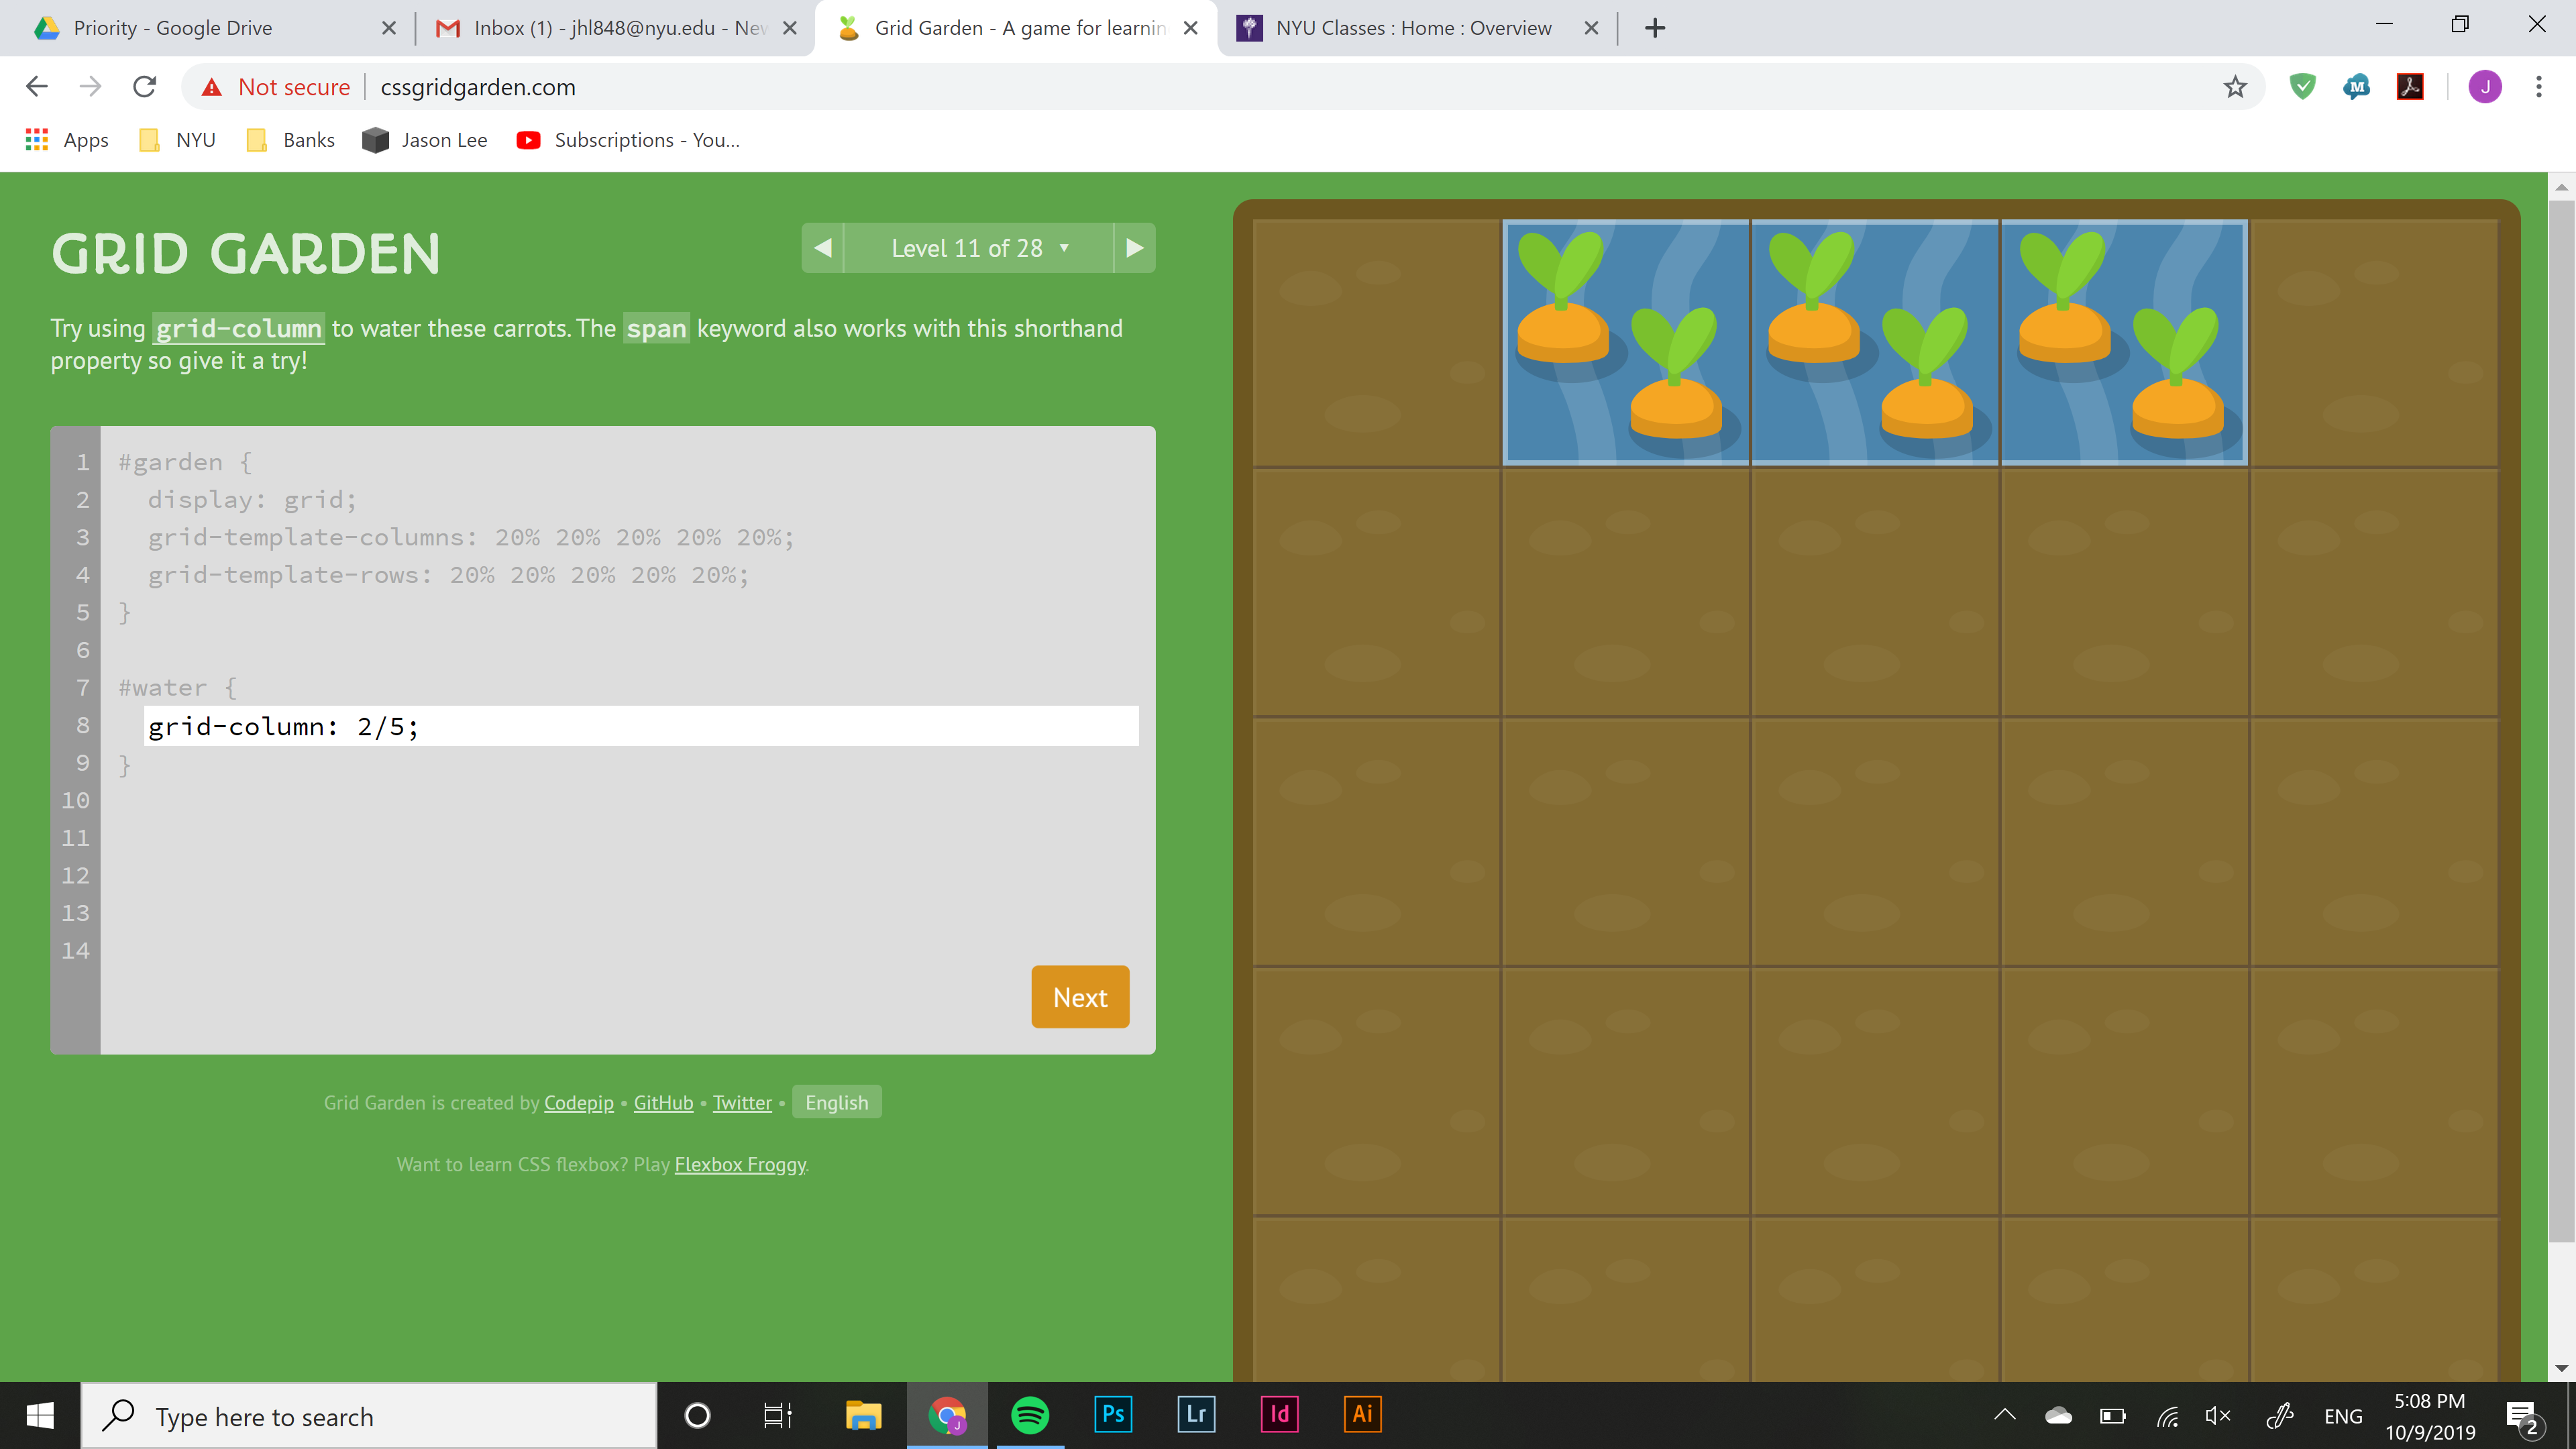 Priority - Google Drive
Inbox (1) - jhl848@nyu.edu - New
Grid Garden - A game for learnin
NYU Classes : Home : Overview
Not secure
cssgridgarden.com
M
J
Apps
NYU
Banks
Jason Lee
Subscriptions - You...
GRID GARDEN
Level 11 of 28
Try using grid-column to water these carrots. The span keyword also works with this shorthand
property so give it a try!
1 #garden {
2 display: grid;
3 grid-template-columns: 20% 20% 20% 20% 20%;
4 grid-template-rows: 20% 20% 20% 20% 20%;
5 }
6
7 #water {
8 grid-column: 2/5;
9 }
10
11
12
13
14
Next
Grid Garden is created by Codepip • GitHub • Twitter • English
Want to learn CSS flexbox? Play Flexbox Froggy.
Type here to search
J
Ps
Lr
Id
Ai
ENG
5:08 PM
10/9/2019
2